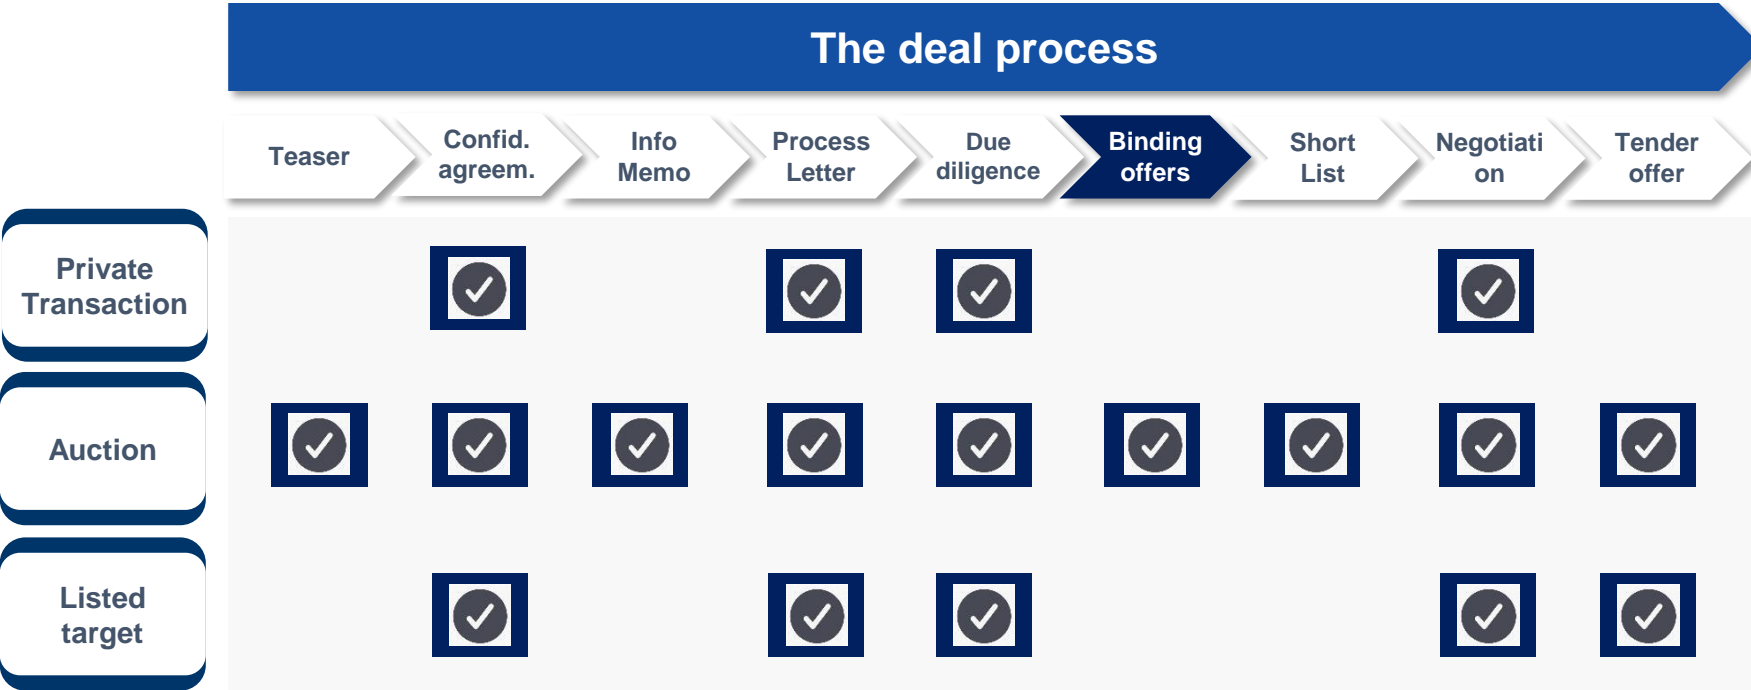 The deal process
Teaser
Confid.
agreem.
Info
Memo
Process
Letter
Due
diligence
Binding
offers
Short
List
Negotiati
on
Tender
offer
Private
Transaction
Auction
Listed
target